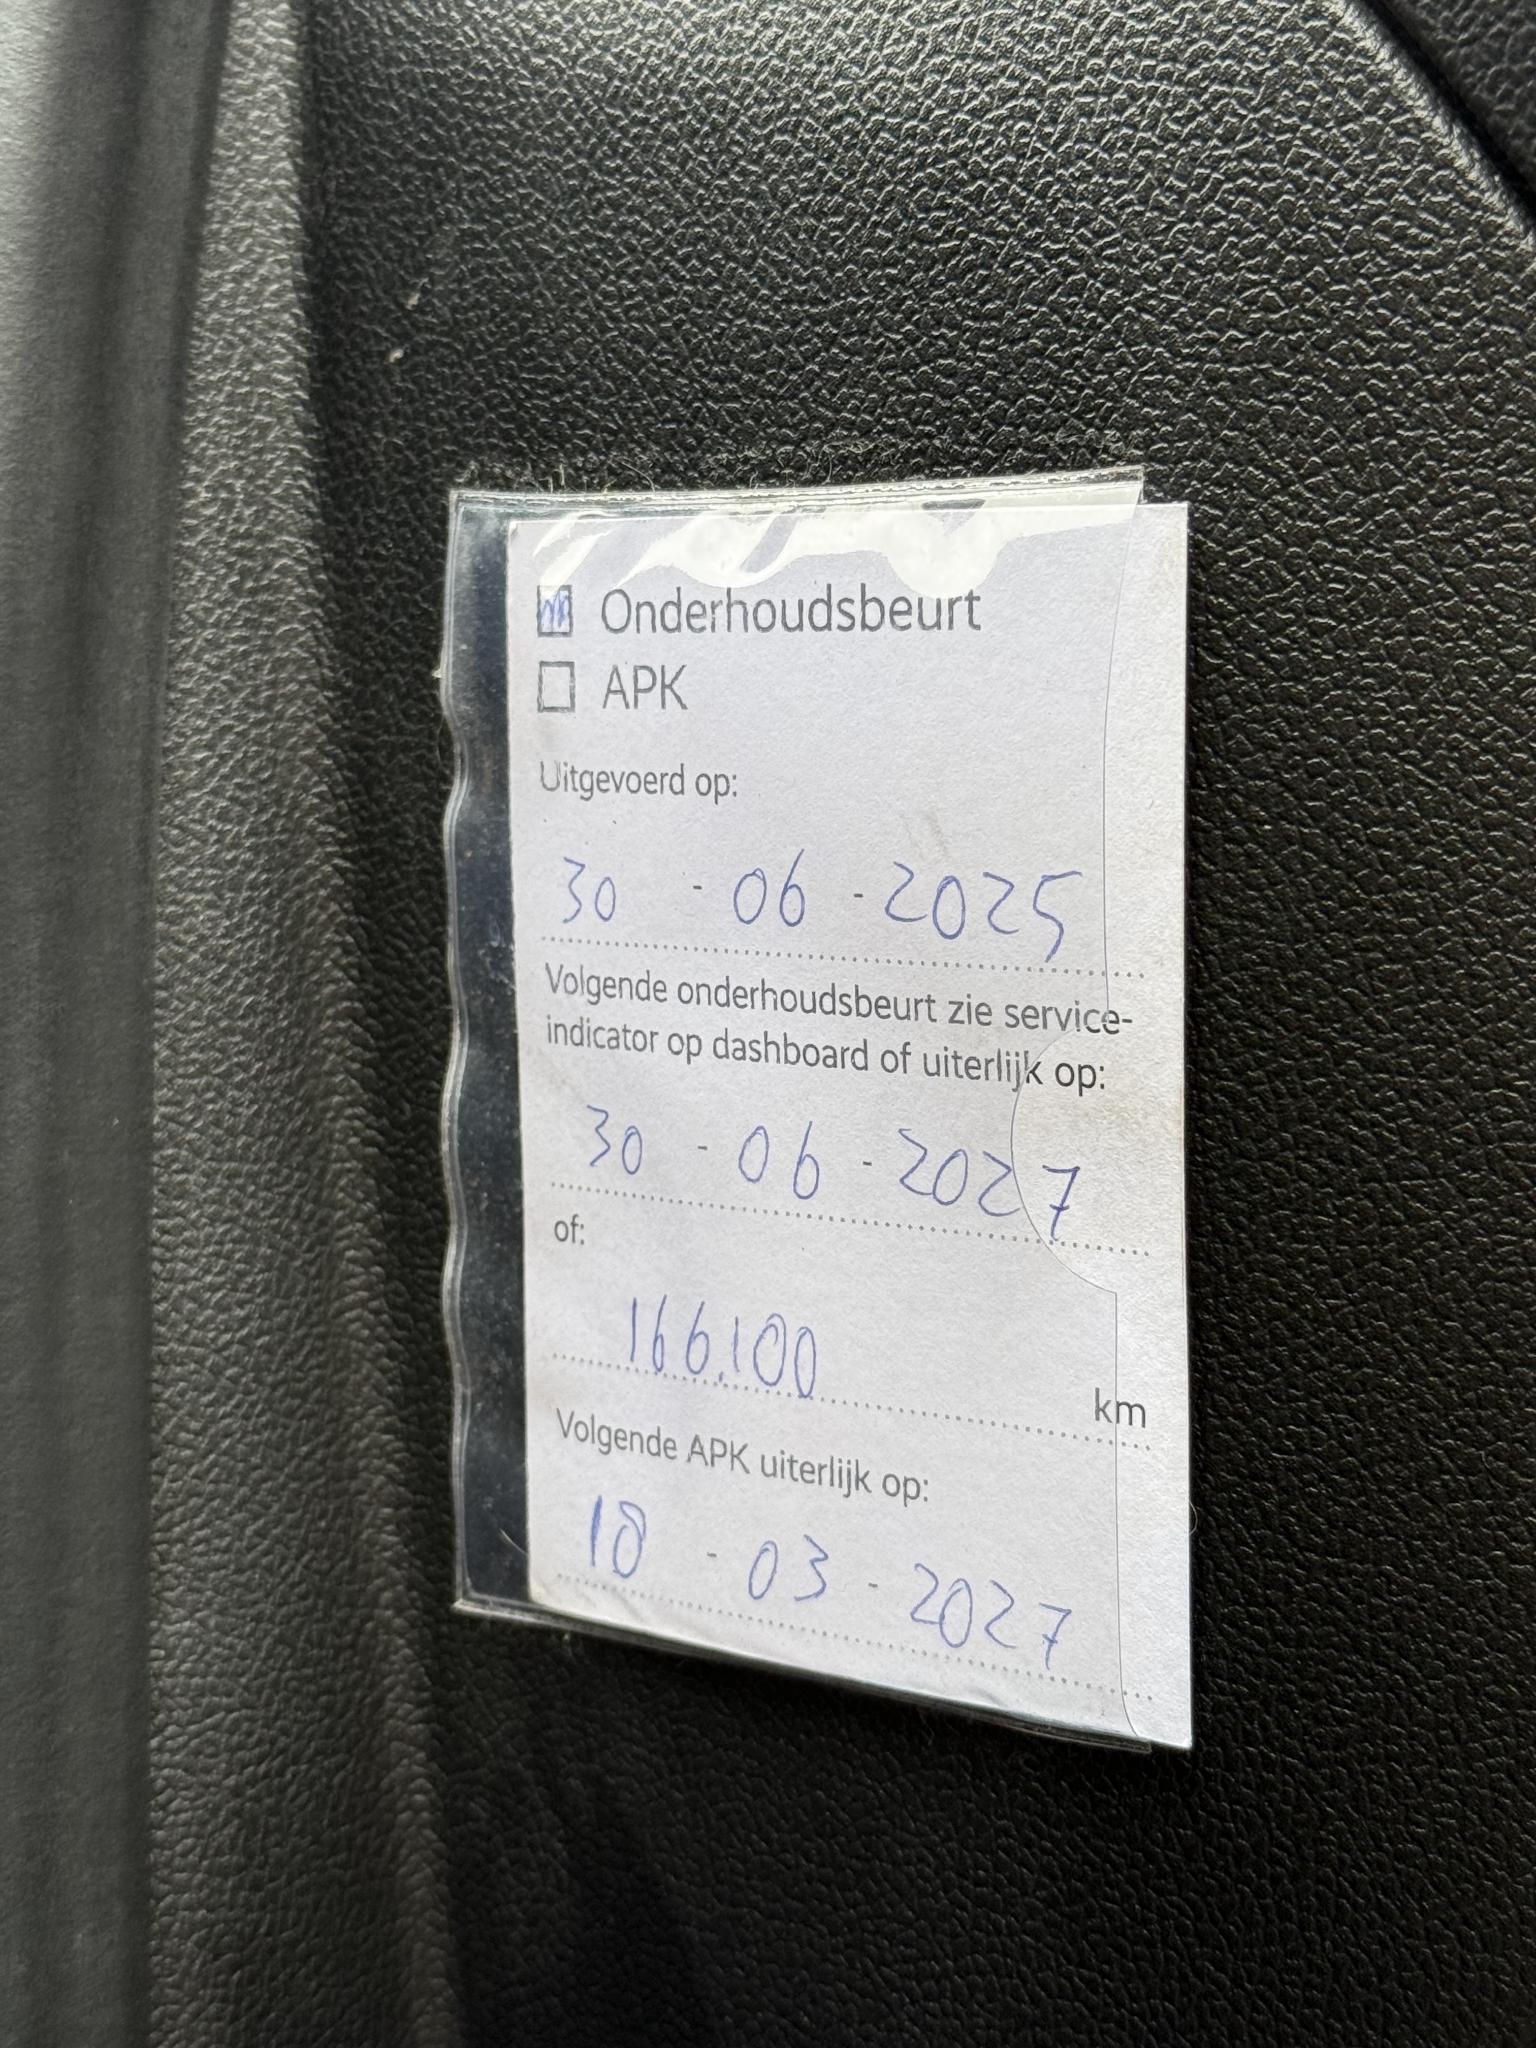 Onderhoudsbeurt
APK
Uitgevoerd op:
30 - 06 - 2025
Volgende onderhoudsbeurt zie service-
indicator op dashboard of uiterlijk op:
30 - 06 - 2027
of:
166.100 km
Volgende APK uiterlijk op:
18 - 03 - 2027